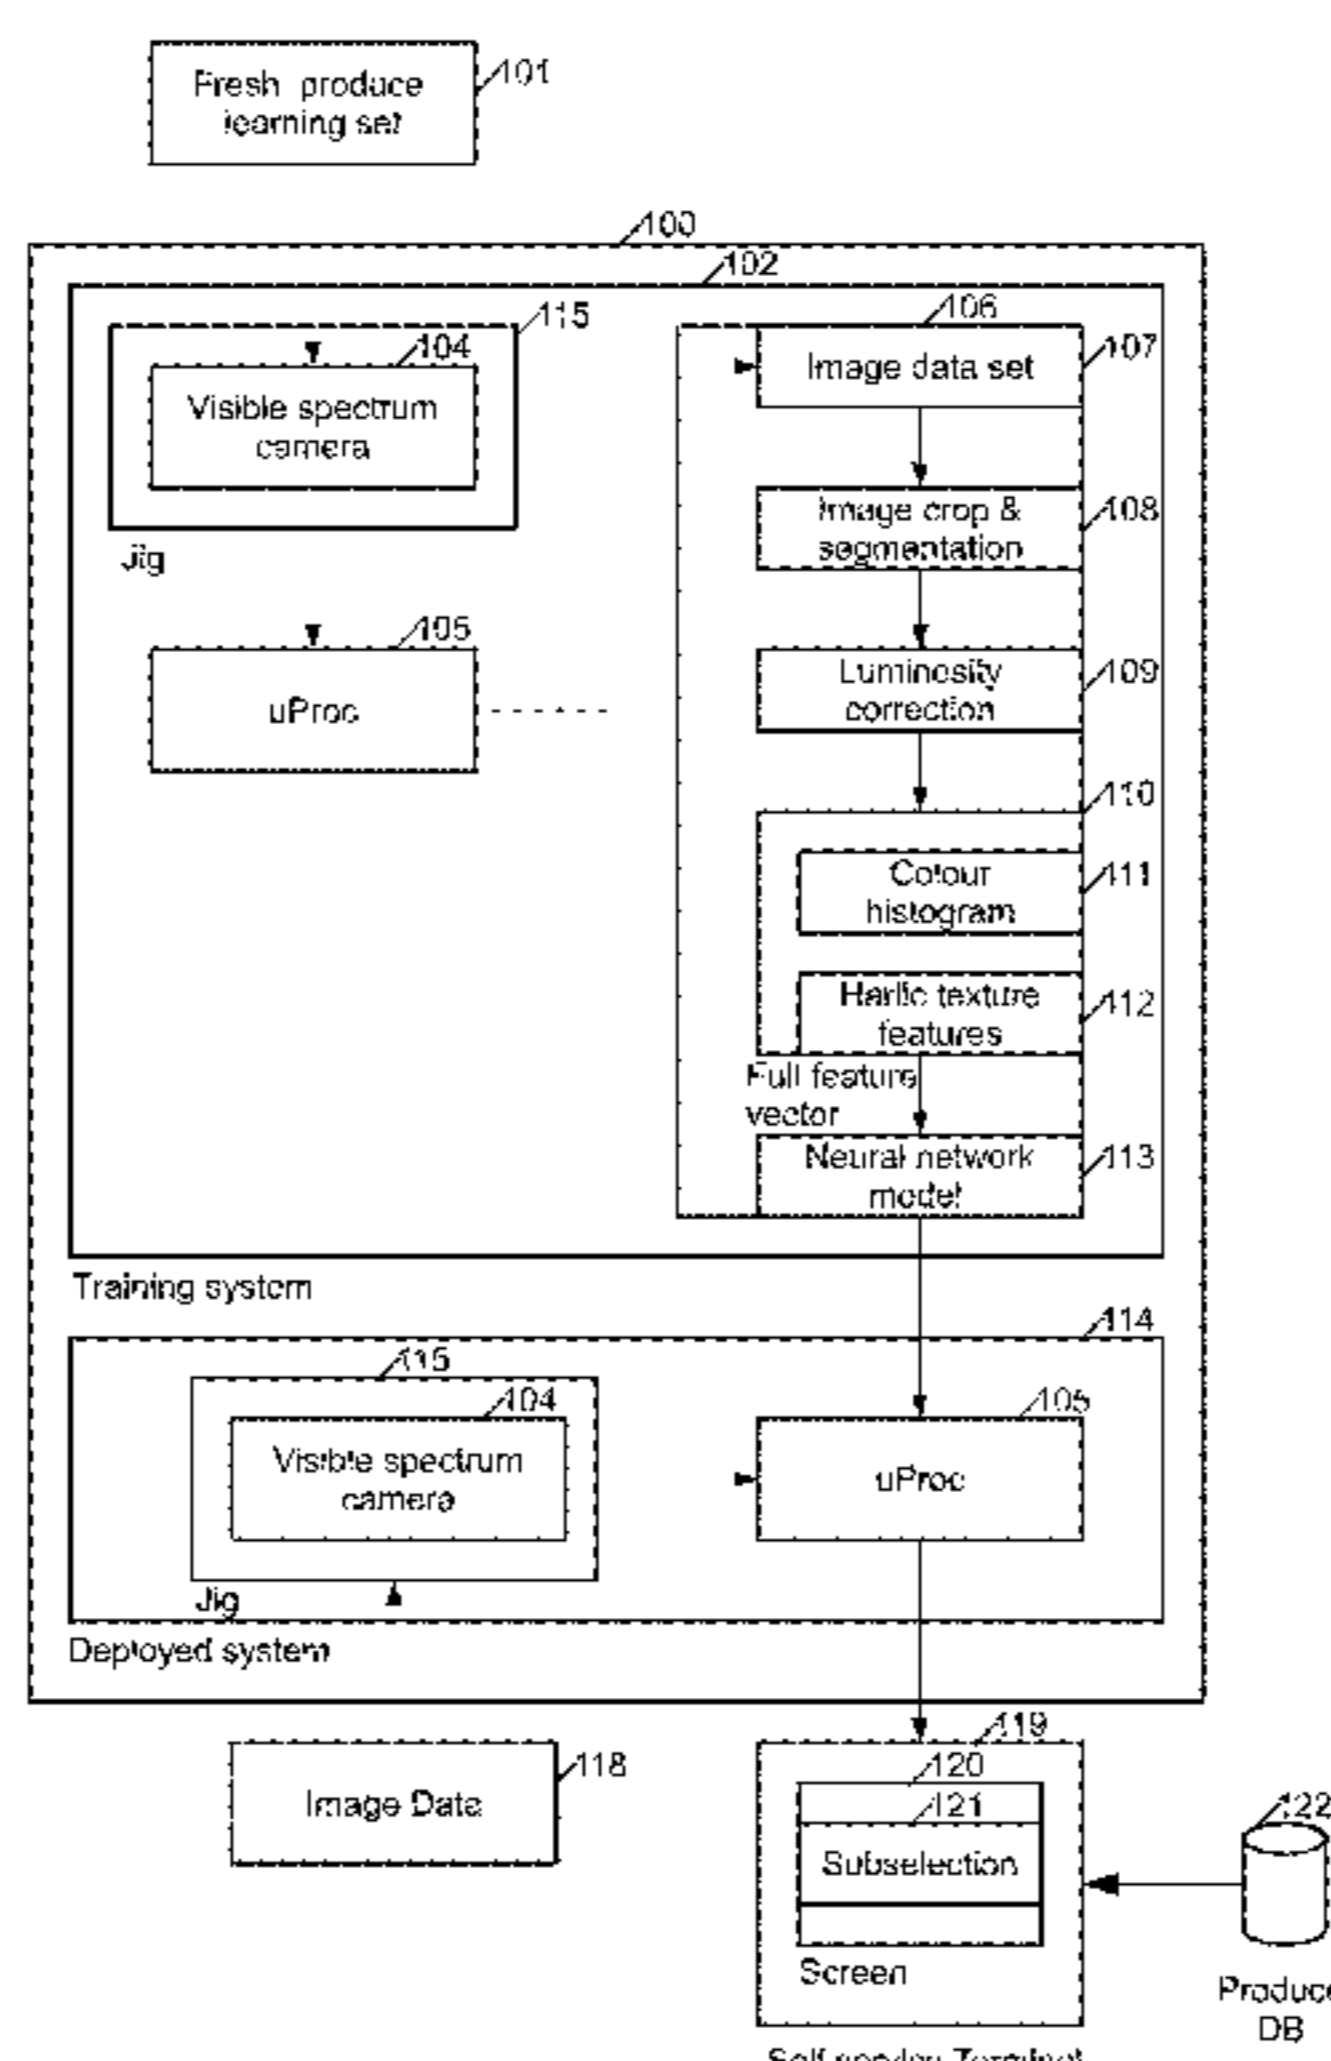 Fresh produce
learning set
101
100
102
115
104
Visible spectrum
camera
Jig
105
uProc
106
107
Image data set
108
Image crop &
segmentation
109
Luminosity
correction
110
111
Colour
histogram
112
Harlic texture
features
Full feature
vector
113
Neural network
model
Training system
114
115
104
Visible spectrum
camera
Jig
105
uProc
Deployed system
118
Image Data
119
120
121
Subselection
Screen
122
Produce
DB
Self-service Terminal